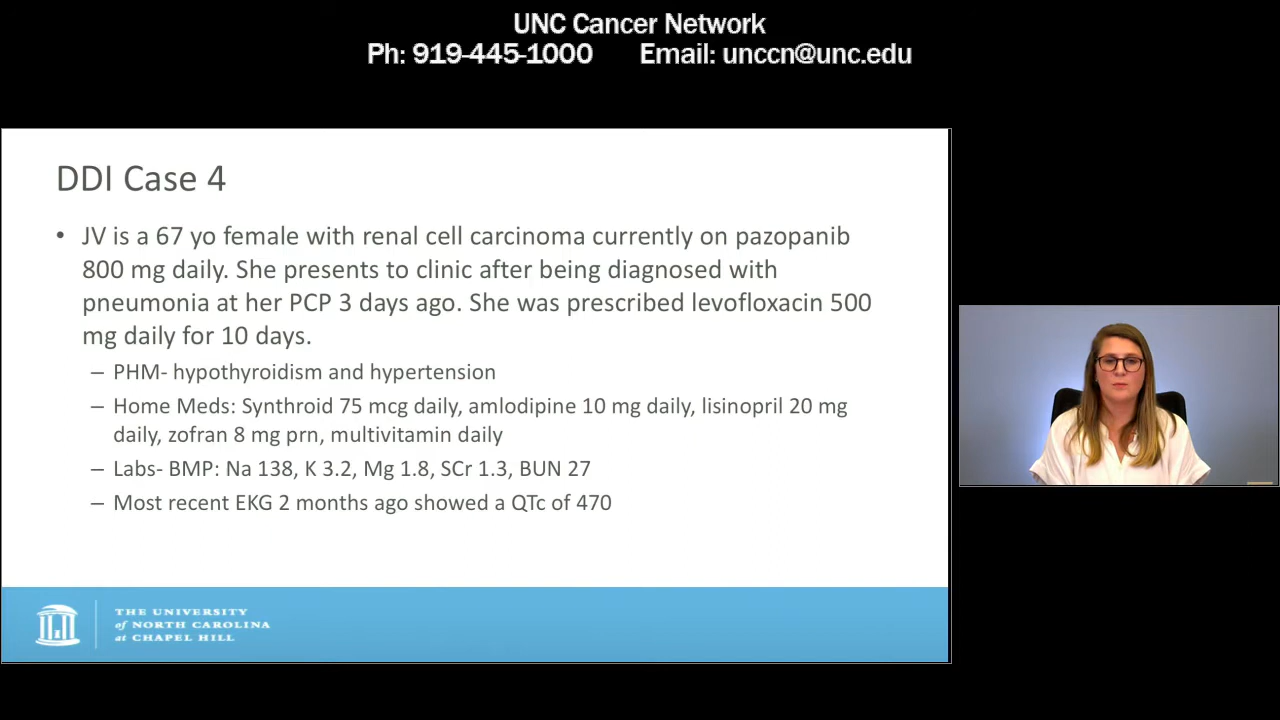 UNC Cancer Network
Ph: 919-445-1000 Email: unccn@unc.edu
DDI Case 4
• JV is a 67 yo female with renal cell carcinoma currently on pazopanib
800 mg daily. She presents to clinic after being diagnosed with
pneumonia at her PCP 3 days ago. She was prescribed levofloxacin 500
mg daily for 10 days.
– PHM- hypothyroidism and hypertension
– Home Meds: Synthroid 75 mcg daily, amlodipine 10 mg daily, lisinopril 20 mg
daily, zofran 8 mg prn, multivitamin daily
– Labs- BMP: Na 138, K 3.2, Mg 1.8, SCr 1.3, BUN 27
– Most recent EKG 2 months ago showed a QTc of 470
THE UNIVERSITY
of NORTH CAROLINA
at CHAPEL HILL